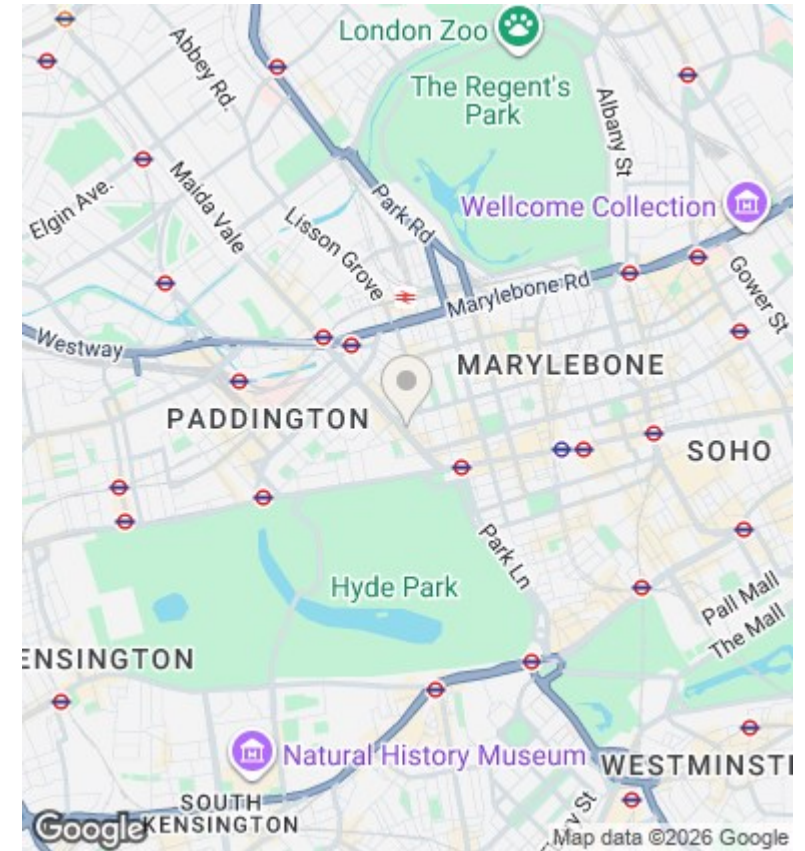 London Zoo
Abbey Rd.
The Regent's
Park
Albany St
Maida Vale
Elgin Ave.
Park Rd
Wellcome Collection
Lisson Grove
Marylebone Rd
Gower St
Westway
MARYLEBONE
PADDINGTON
SOHO
Park Ln
Hyde Park
Pall Mall
The Mall
ENSINGTON
Natural History Museum
WESTMINSTE
SOUTH
KENSINGTON
y St
Google
Map data ©2026 Google